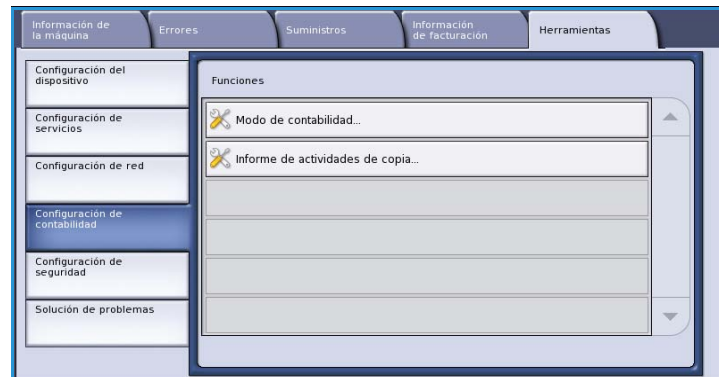 Información de
la máquina
Errores
Suministros
Información
de facturación
Herramientas
Configuración del
dispositivo
Funciones
Configuración de
servicios
Modo de contabilidad...
Configuración de red
Informe de actividades de copia...
Configuración de
contabilidad
Configuración de
seguridad
Solución de problemas